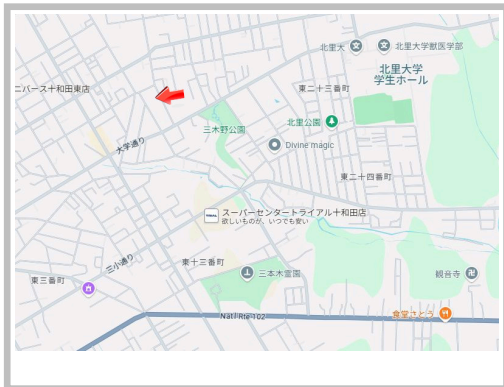 北里大
北里大学獣医学部
北里大学
学生ホール
ニバース十和田東店
東二十三番町
北里公園
三木野公園
大学通り
Divine magic
東二十四番町
スーパーセンタートライアル十和田店
欲しいものが、いつでも安い
東十三番町
三小通り
三本木霊園
観音寺
東三番町
Nat'l Rte 102
食堂さとう